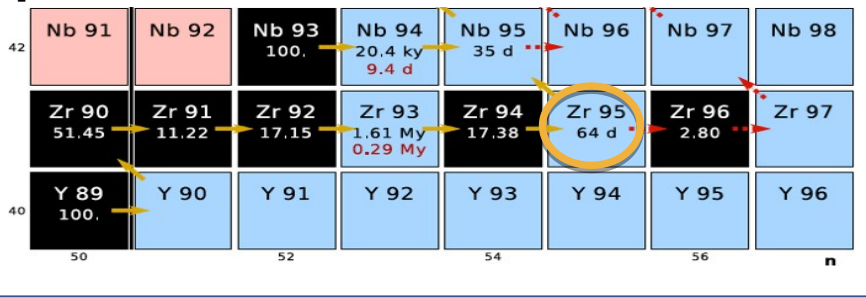 42
Nb 91
Nb 92
Nb 93
100.
Nb 94
20.4 ky
9.4 d
Nb 95
35 d
Nb 96
Nb 97
Nb 98
Zr 90
51.45
Zr 91
11.22
Zr 92
17.15
Zr 93
1.61 My
0.29 My
Zr 94
17.38
Zr 95
64 d
Zr 96
2.80
Zr 97
40
Y 89
100.
Y 90
Y 91
Y 92
Y 93
Y 94
Y 95
Y 96
50
52
54
56
n